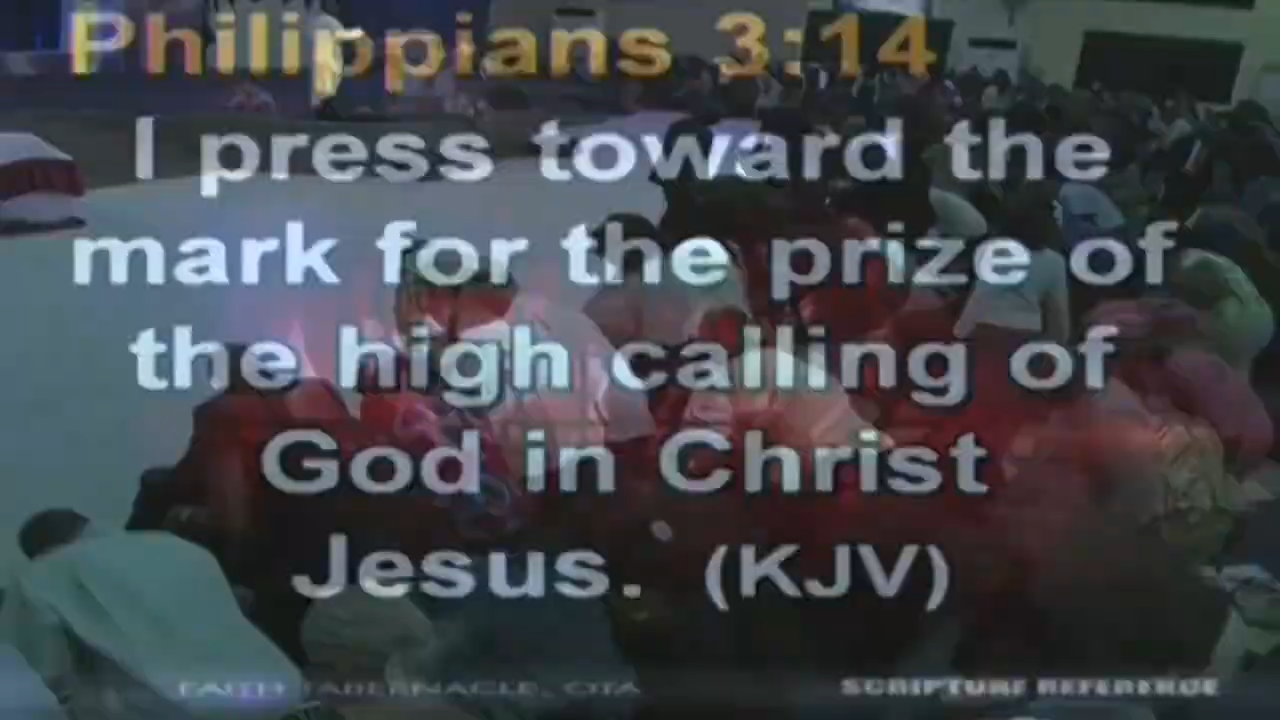 Philippians 3:14
I press toward the
mark for the prize of
the high calling of
God in Christ
Jesus. (KJV)
FAITH TABERNACLE, OTA
SCRIPTURE REFERENCE